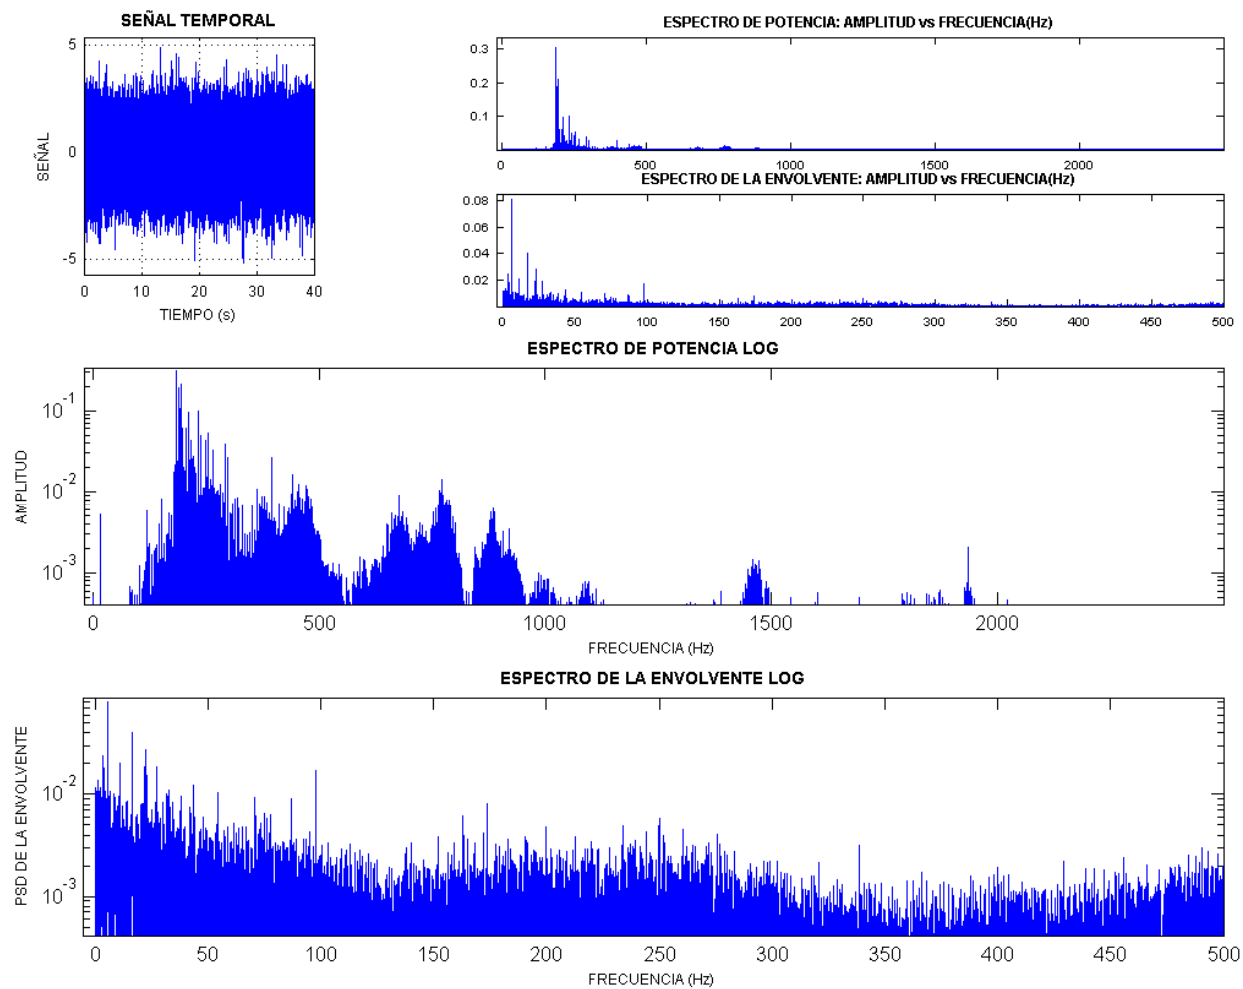 SEÑAL TEMPORAL
5
0
-5
SEÑAL
0 10 20 30 40
TIEMPO (s)
ESPECTRO DE POTENCIA: AMPLITUD vs FRECUENCIA(Hz)
0.3
0.2
0.1
0 500 1000 1500 2000
ESPECTRO DE LA ENVOLVENTE: AMPLITUD vs FRECUENCIA(Hz)
0.08
0.06
0.04
0.02
0 50 100 150 200 250 300 350 400 450 500
ESPECTRO DE POTENCIA LOG
10-1
10-2
10-3
AMPLITUD
0 500 1000 1500 2000
FRECUENCIA (Hz)
ESPECTRO DE LA ENVOLVENTE LOG
10-2
10-3
PSD DE LA ENVOLVENTE
0 50 100 150 200 250 300 350 400 450 500
FRECUENCIA (Hz)